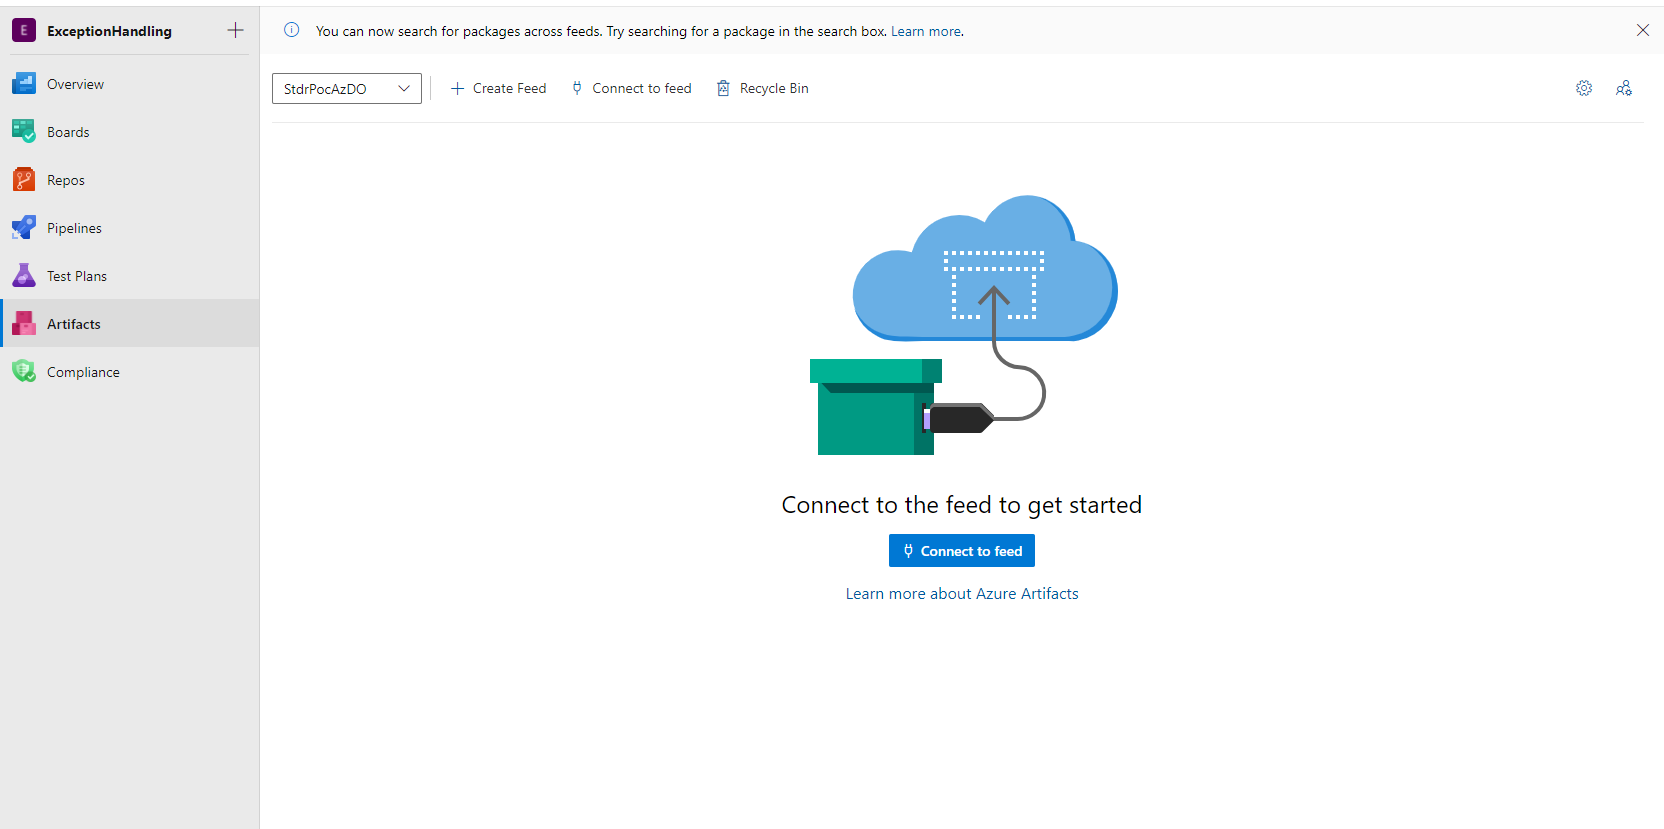 E ExceptionHandling
You can now search for packages across feeds. Try searching for a package in the search box. Learn more.
Overview
Boards
Repos
Pipelines
Test Plans
Artifacts
Compliance
StdrPocAzDO
Create Feed
Connect to feed
Recycle Bin
Connect to the feed to get started
Connect to feed
Learn more about Azure Artifacts